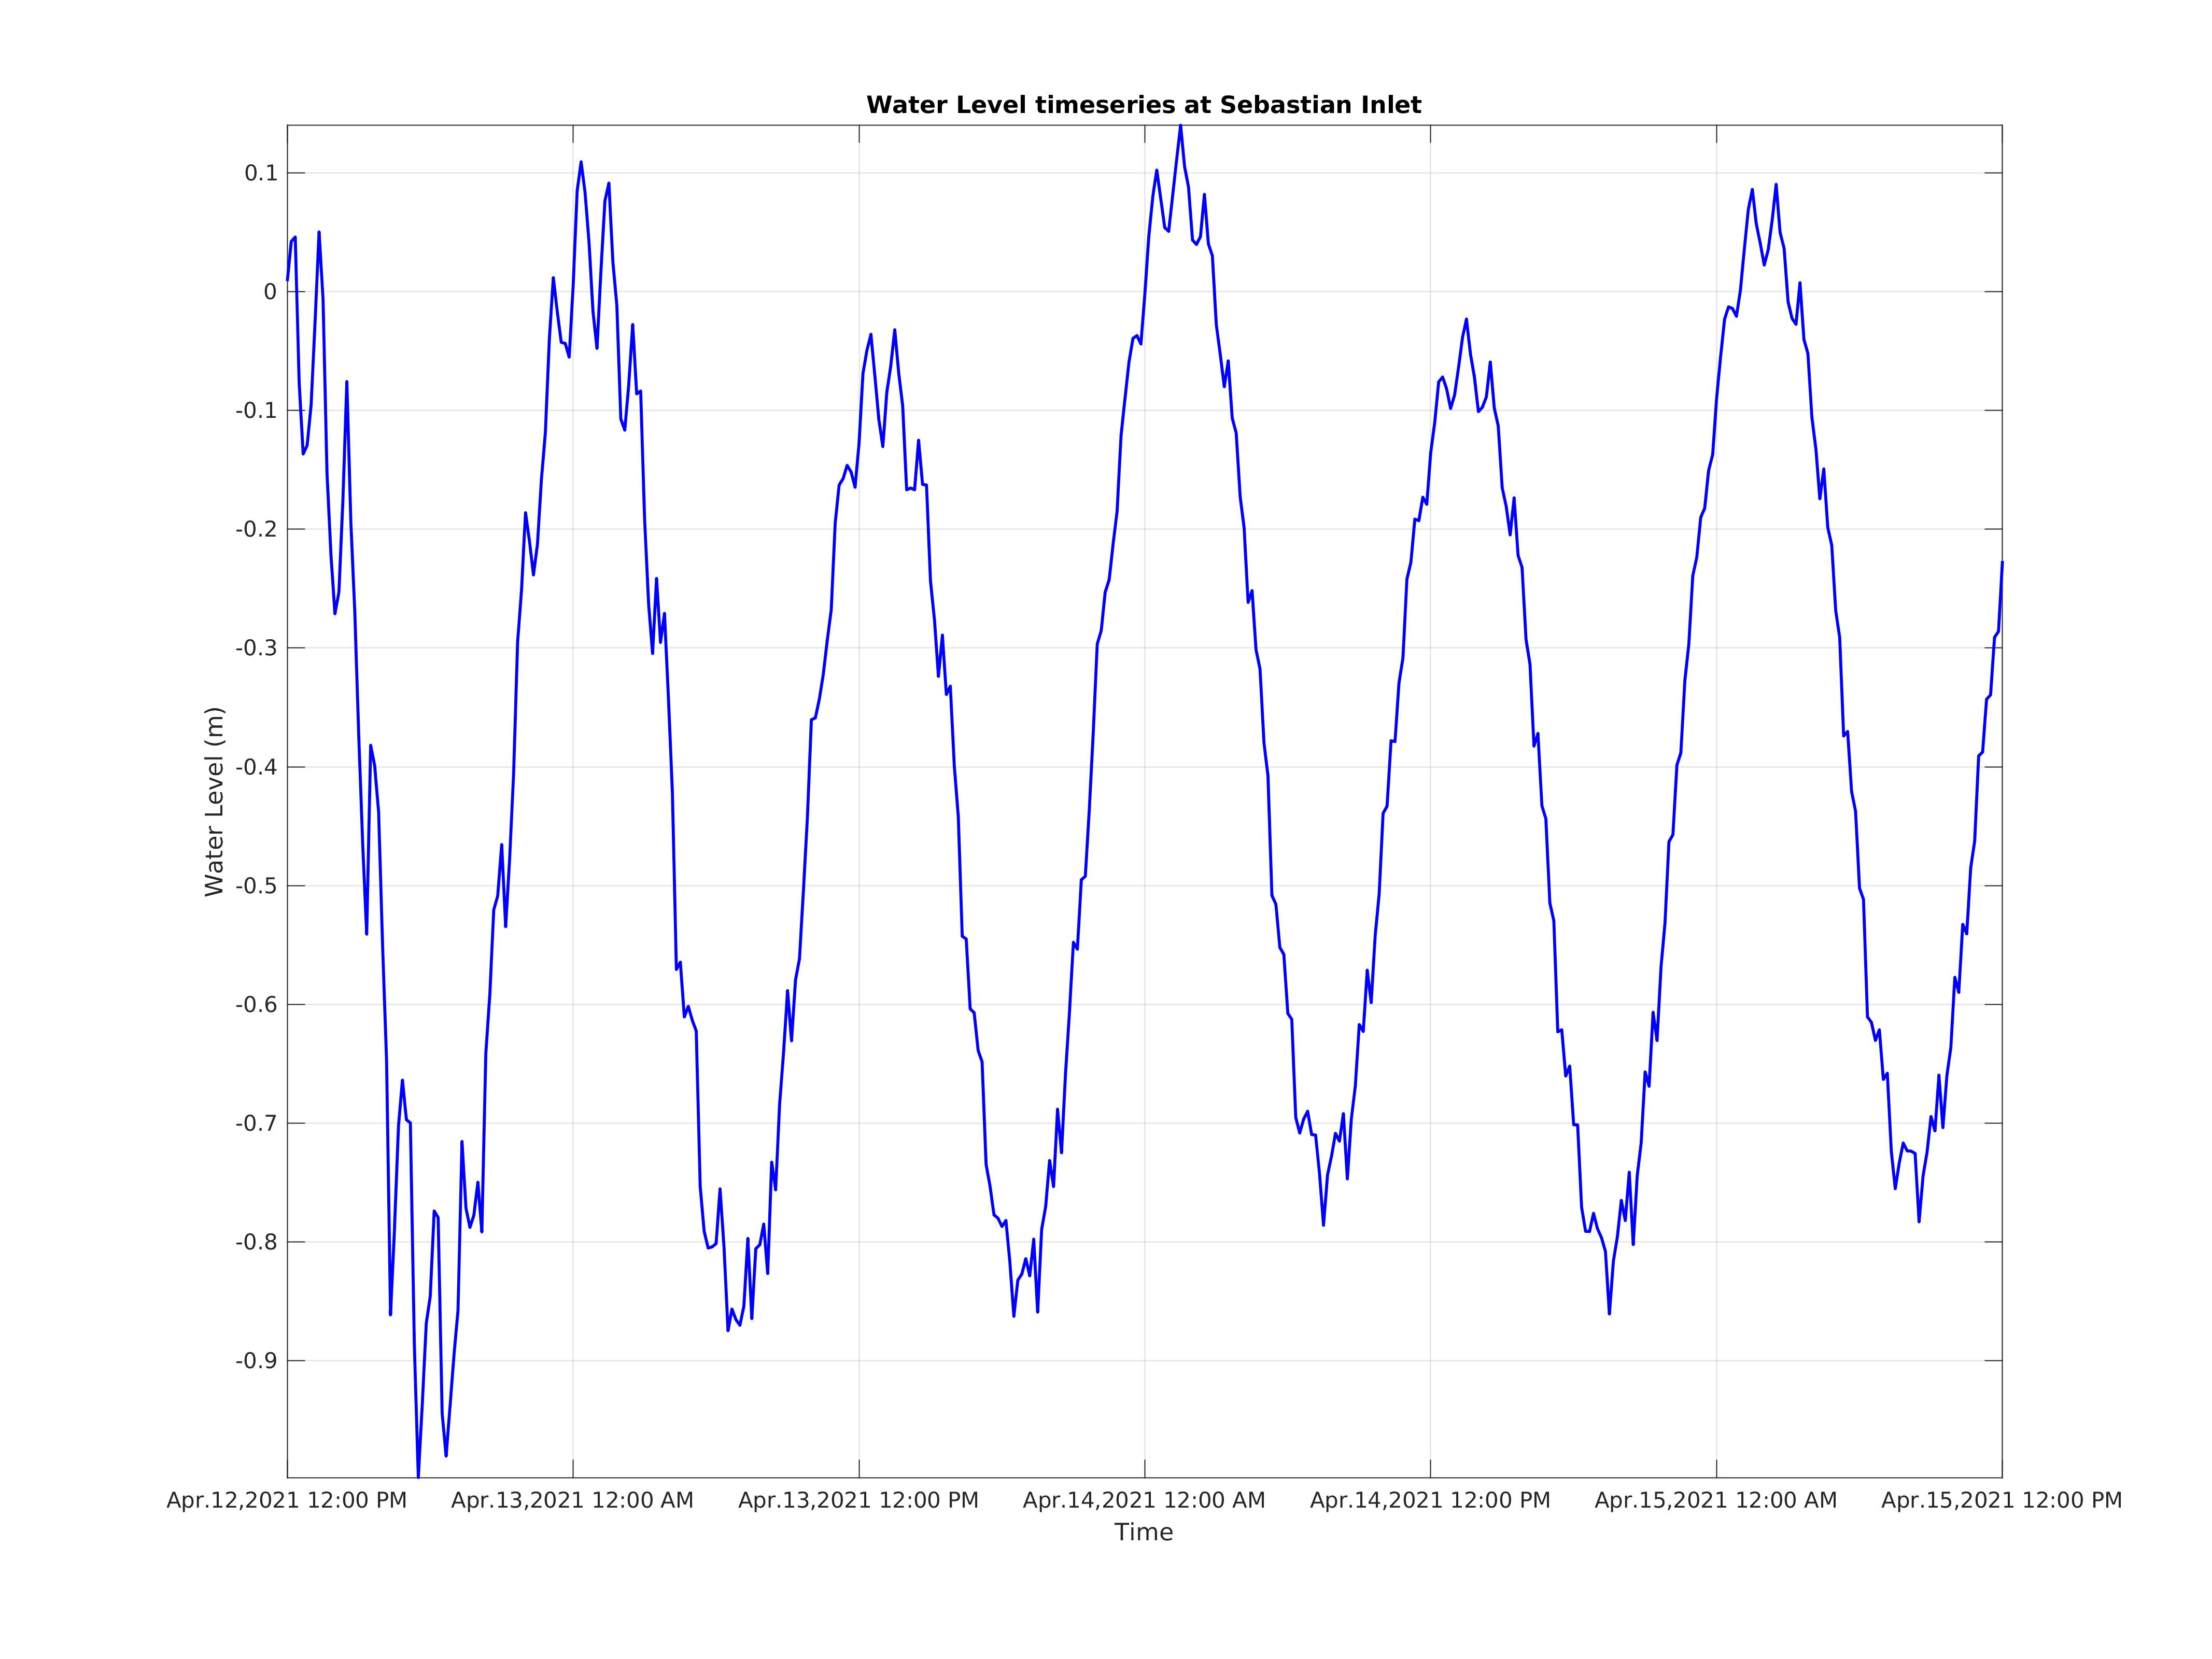 Water Level timeseries at Sebastian Inlet
0.1
0
-0.1
-0.2
-0.3
-0.4
-0.5
-0.6
-0.7
-0.8
-0.9
Water Level (m)
Apr.12,2021 12:00 PM Apr.13,2021 12:00 AM Apr.13,2021 12:00 PM Apr.14,2021 12:00 AM Apr.14,2021 12:00 PM Apr.15,2021 12:00 AM Apr.15,2021 12:00 PM
Time